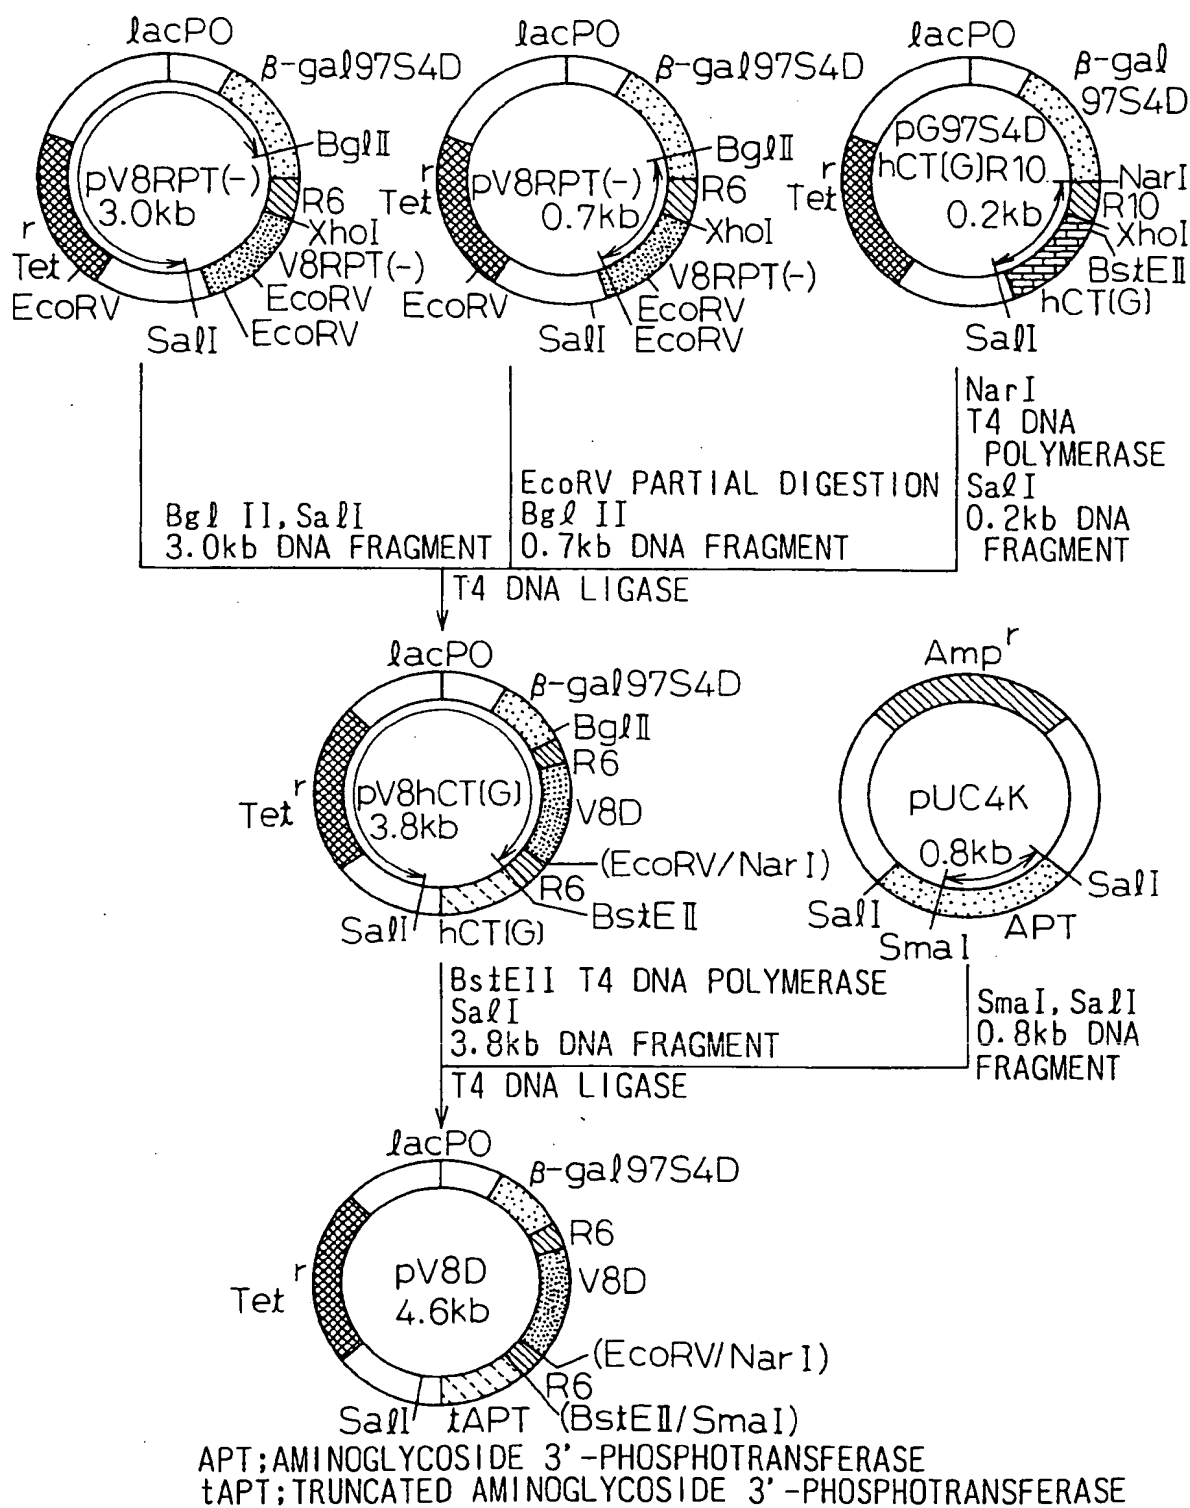 lacPO
β-gal97S4D
BglII
pV8RPT(-)
3.0kb
R6
XhoI
V8RPT(-)
r
Tet
EcoRV
EcoRV
EcoRV
SalI
lacPO
β-gal97S4D
BglII
pV8RPT(-)
0.7kb
R6
XhoI
V8RPT(-)
r
Tet
EcoRV
EcoRV
EcoRV
SalI
lacPO
β-gal
97S4D
pG97S4D
hCT(G)R10
0.2kb
NarI
R10
XhoI
BstEII
hCT(G)
r
Tet
SalI
Bgl II, SalI
3.0kb DNA FRAGMENT
EcoRV PARTIAL DIGESTION
Bgl II
0.7kb DNA FRAGMENT
NarI
T4 DNA
POLYMERASE
SalI
0.2kb DNA
FRAGMENT
T4 DNA LIGASE
lacPO
β-gal97S4D
BglII
R6
pV8hCT(G)
3.8kb
V8D
r
Tet
(EcoRV/NarI)
R6
BstEII
SalI
hCT(G)
Amp r
pUC4K
0.8kb
SalI
SalI
SmaI
APT
BstEII T4 DNA POLYMERASE
SalI
3.8kb DNA FRAGMENT
SmaI, SalI
0.8kb DNA
FRAGMENT
T4 DNA LIGASE
lacPO
β-gal97S4D
R6
pV8D
4.6kb
V8D
r
Tet
(EcoRV/NarI)
R6
SalI
tAPT
(BstEII/SmaI)
APT;AMINOGLYCOSIDE 3'-PHOSPHOTRANSFERASE
tAPT;TRUNCATED AMINOGLYCOSIDE 3'-PHOSPHOTRANSFERASE